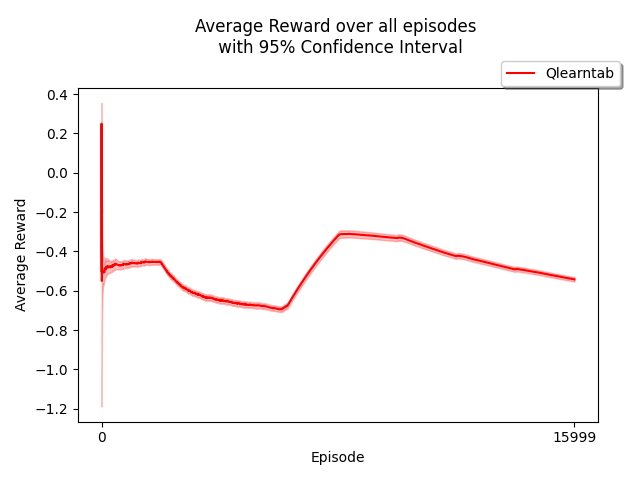 Average Reward over all episodes
with 95% Confidence Interval
Qlearntab
0.4
0.2
0.0
−0.2
−0.4
−0.6
−0.8
−1.0
−1.2
Average Reward
0
15999
Episode